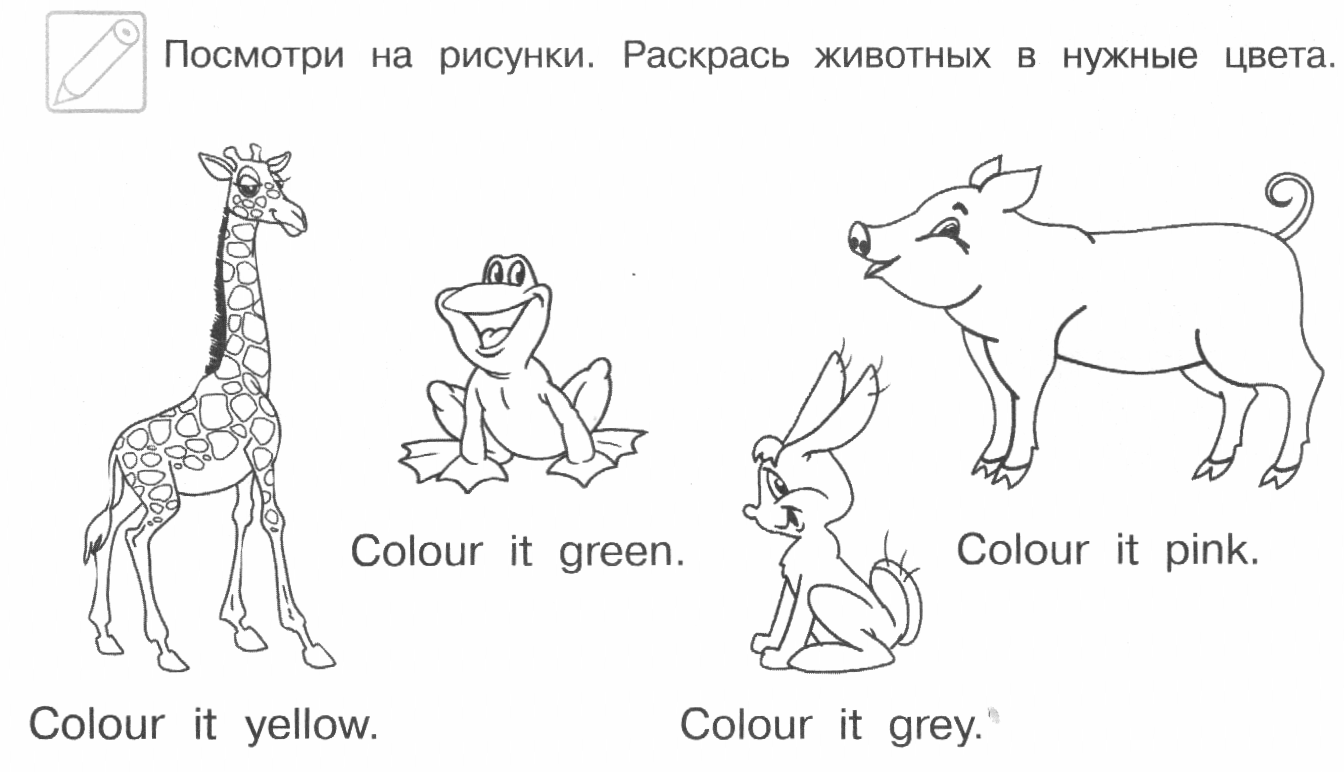 Посмотри на рисунки. Раскрась животных в нужные цвета.
Colour it green.
Colour it pink.
Colour it yellow.
Colour it grey.